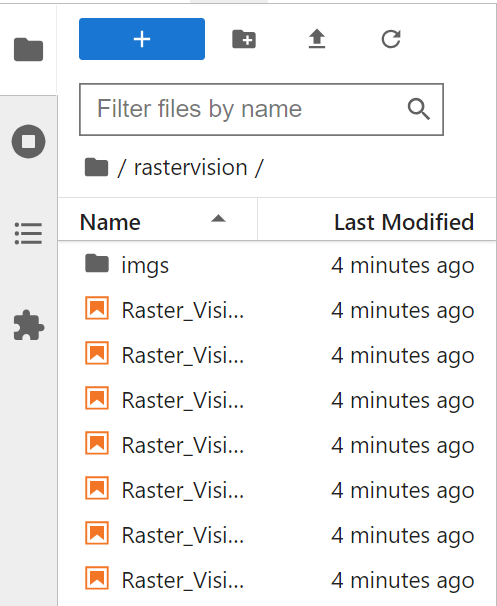 Filter files by name
/ rastervision /
Name Last Modified
imgs 4 minutes ago
Raster_Visi... 4 minutes ago
Raster_Visi... 4 minutes ago
Raster_Visi... 4 minutes ago
Raster_Visi... 4 minutes ago
Raster_Visi... 4 minutes ago
Raster_Visi... 4 minutes ago
Raster_Visi... 4 minutes ago